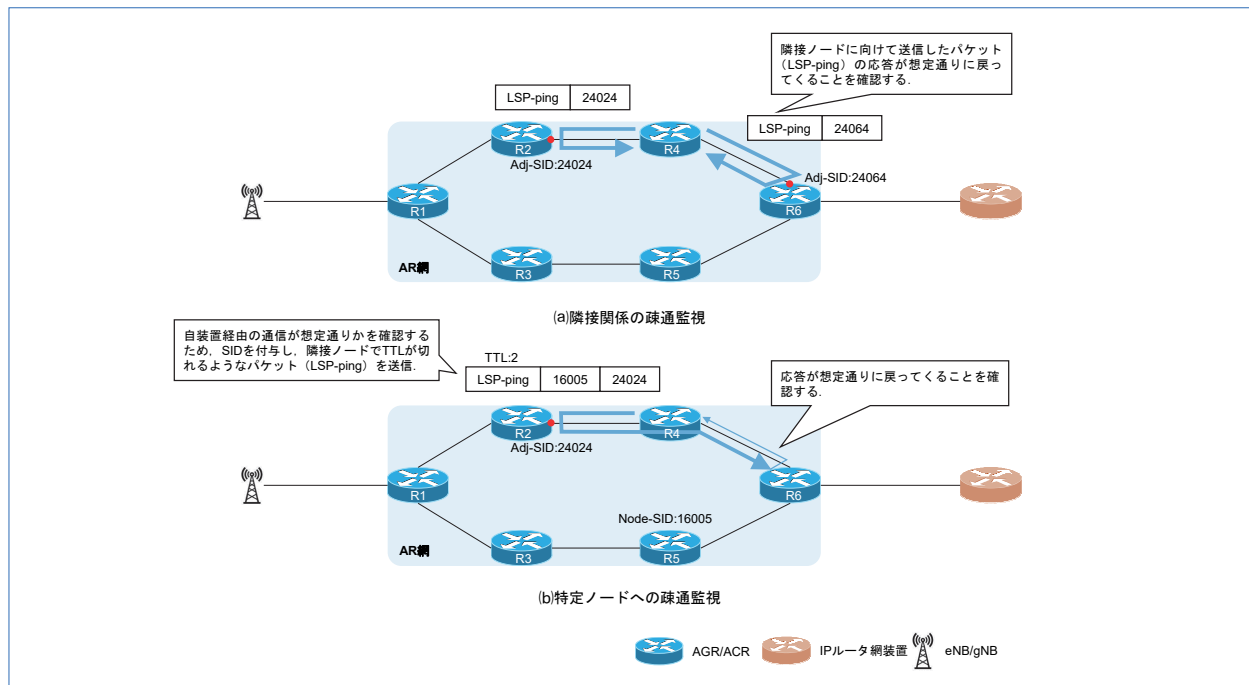 隣接ノードに向けて送信したパケット
(LSP-ping)の応答が想定通りに戻っ
てくることを確認する.
LSP-ping 24024
LSP-ping 24064
R2
R4
Adj-SID:24024
Adj-SID:24064
R1
R6
R3
R5
AR網
(a)隣接関係の疎通監視
自装置経由の通信が想定通りかを確認する
ため,SIDを付与し,隣接ノードでTTLが切
れるようなパケット(LSP-ping)を送信.
TTL:2
LSP-ping 16005 24024
応答が想定通りに戻ってくることを確
認する.
R2
R4
Adj-SID:24024
R1
R6
Node-SID:16005
R3
R5
AR網
(b)特定ノードへの疎通監視
AGR/ACR
IPルータ網装置
eNB/gNB